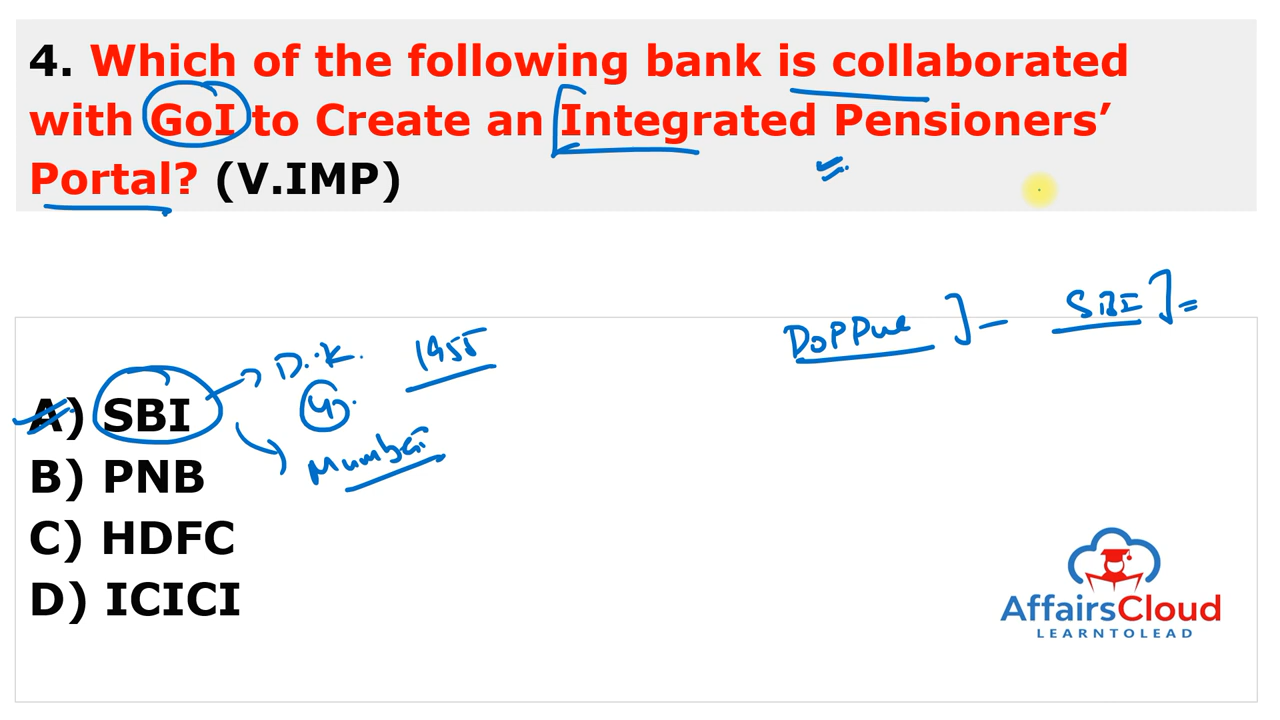 4. Which of the following bank is collaborated
with GoI to Create an Integrated Pensioners’
Portal? (V.IMP)
DoPPW ] - SBI ] =
D.K. 1955
A) SBI
Mumbai
B) PNB
C) HDFC
D) ICICI
AffairsCloud
LEARNTOLEAD